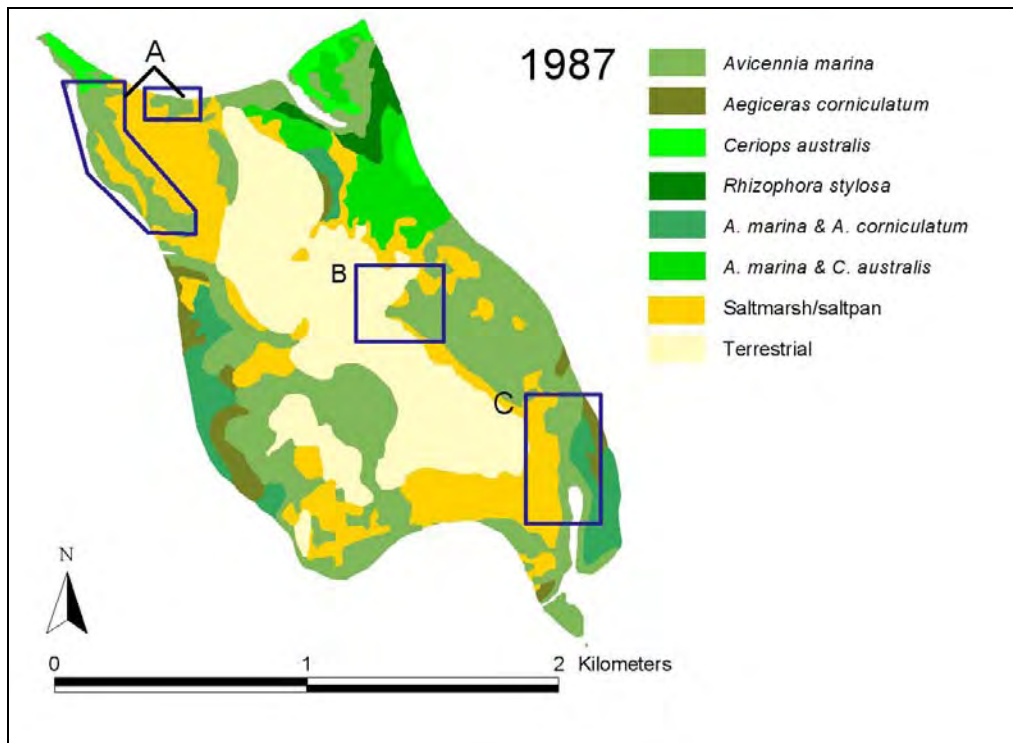 1987
A
B
C
Avicennia marina
Aegiceras corniculatum
Ceriops australis
Rhizophora stylosa
A. marina & A. corniculatum
A. marina & C. australis
Saltmarsh/saltpan
Terrestrial
N
0 1 2 Kilometers